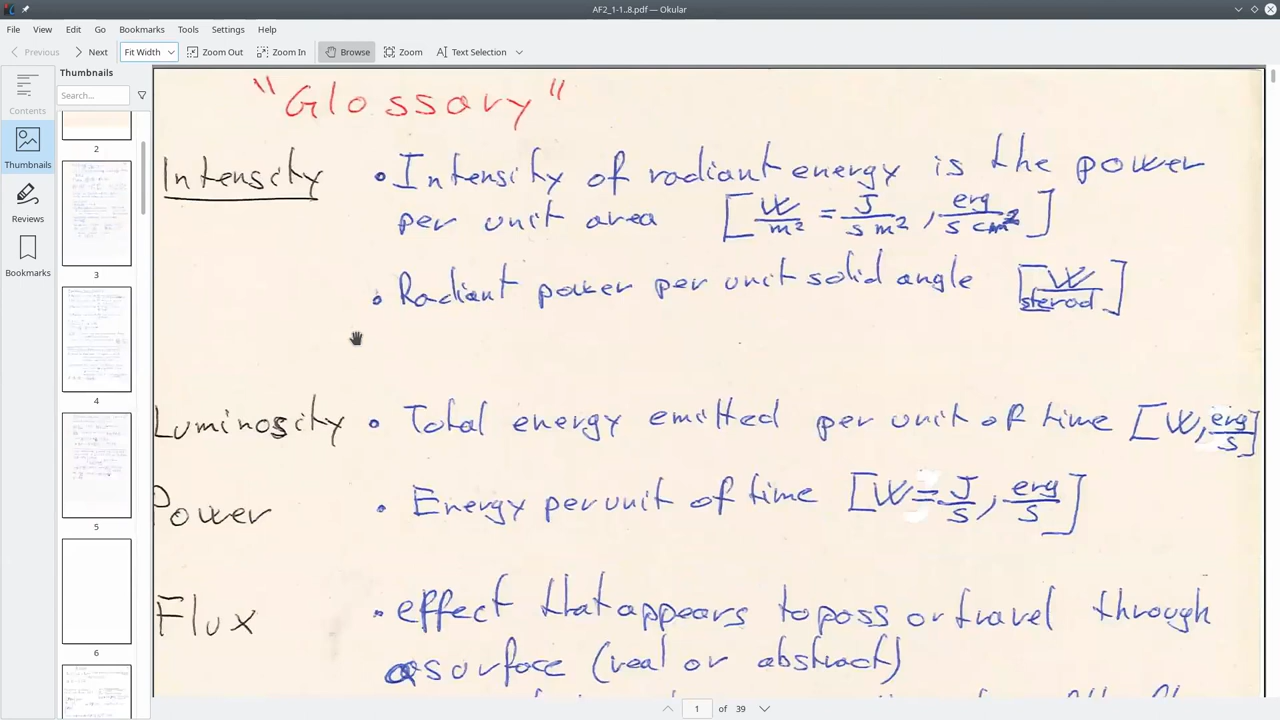 AF2_1-1..8.pdf — Okular
File View Edit Go Bookmarks Tools Settings Help
Previous Next Fit Width Zoom Out Zoom In Browse Zoom Text Selection
Thumbnails
Search...
Contents
Thumbnails
Reviews
Bookmarks
2
3
4
5
6
"Glossary"
Intensity • Intensity of radiant energy is the power
per unit area [W/m² = J/s m², erg/s cm²]
• Radiant power per unit solid angle [W/sterad]
Luminosity • Total energy emitted per unit of time [W, erg/s]
Power • Energy per unit of time [W = J/s, erg/s]
Flux • effect that appears to pass or travel through
a surface (real or abstract)
1 of 39